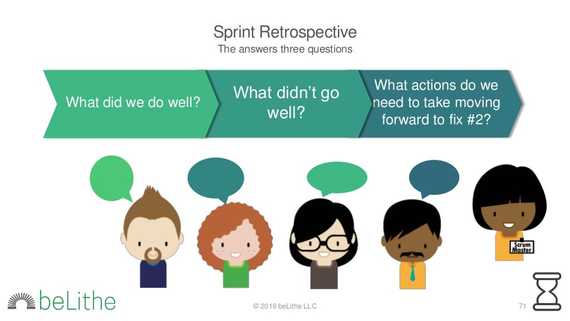 Sprint Retrospective
The answers three questions
What did we do well?
What didn't go
well?
What actions do we
need to take moving
forward to fix #2?
Scrum
Master
beLithe
© 2016 beLithe LLC
71